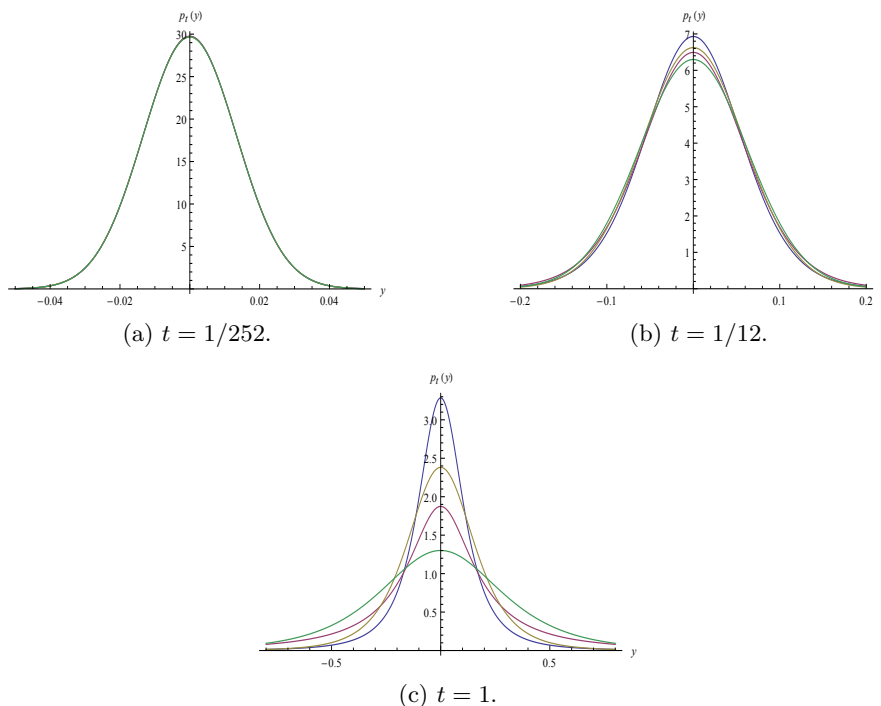 p_t(y)
30
25
20
15
10
5
−0.04 −0.02 0.02 0.04 y
(a) t = 1/252.
p_t(y)
7
6
5
4
3
2
1
−0.2 −0.1 0.1 0.2
(b) t = 1/12.
p_t(y)
3.0
2.5
2.0
1.5
1.0
0.5
−0.5 0.5 y
(c) t = 1.